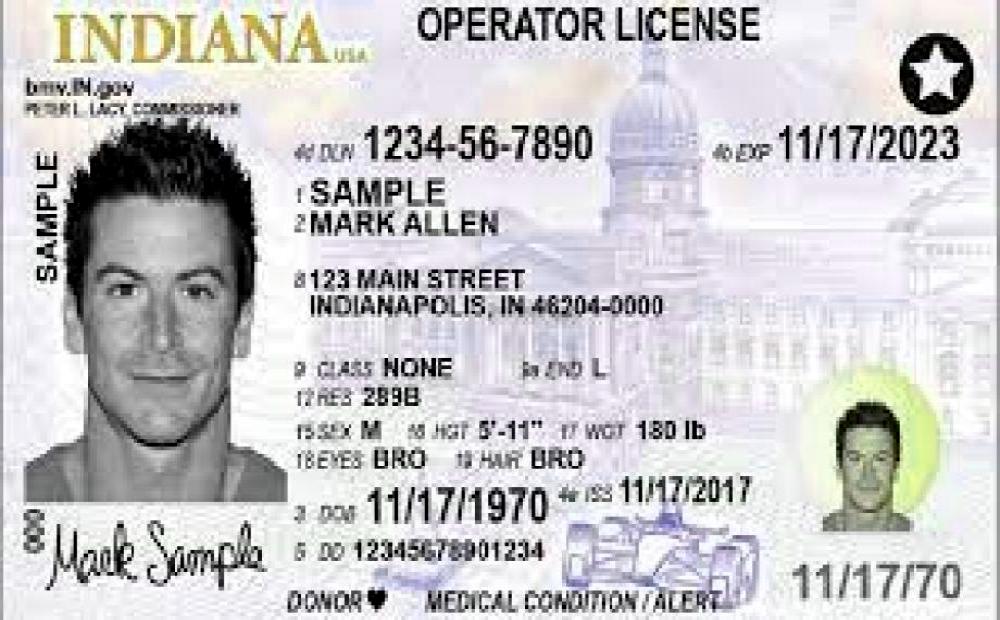 INDIANA USA
OPERATOR LICENSE
bmv.IN.gov
PETER L. LACY, COMMISSIONER
SAMPLE
4d DLN 1234-56-7890
4b EXP 11/17/2023
1 SAMPLE
2 MARK ALLEN
8 123 MAIN STREET
INDIANAPOLIS, IN 46204-0000
9 CLASS NONE 9a END L
12 RES 289B
15 SEX M 16 HGT 5'-11" 17 WGT 180 lb
18 EYES BRO 19 HAIR BRO
3 DOB 11/17/1970 4a ISS 11/17/2017
5 DD 12345678901234
000
Mark Sample
DONOR♥ MEDICAL CONDITION / ALERT
11/17/70